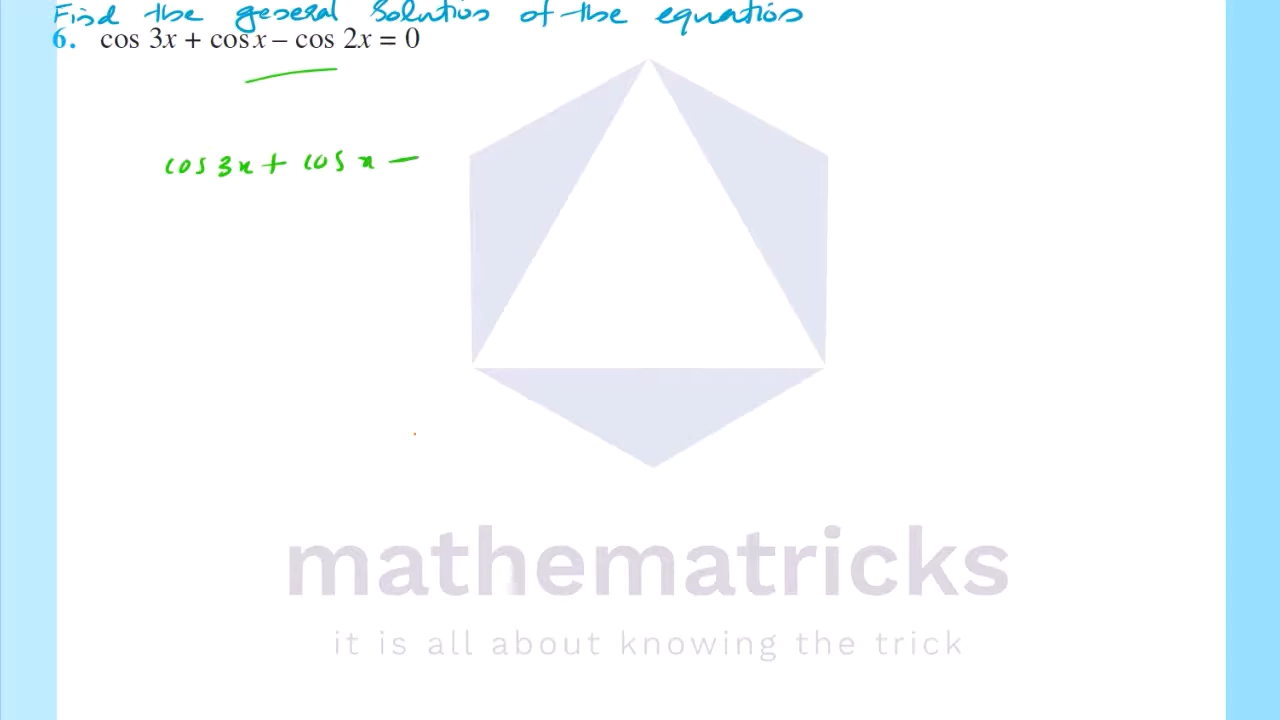 Find the general solution of the equation
6. cos 3x + cos x – cos 2x = 0
cos 3x + cos x –
mathematricks
it is all about knowing the trick